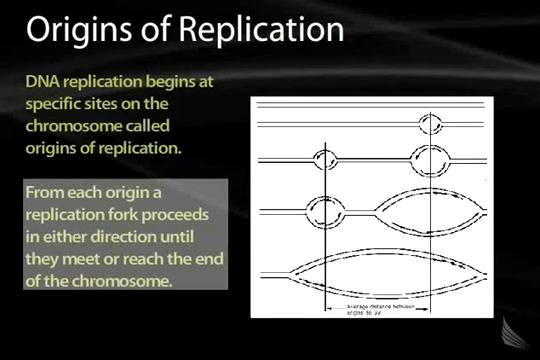 Origins of Replication
DNA replication begins at
specific sites on the
chromosome called
origins of replication.
From each origin a
replication fork proceeds
in either direction until
they meet or reach the end
of the chromosome.
Average distance between